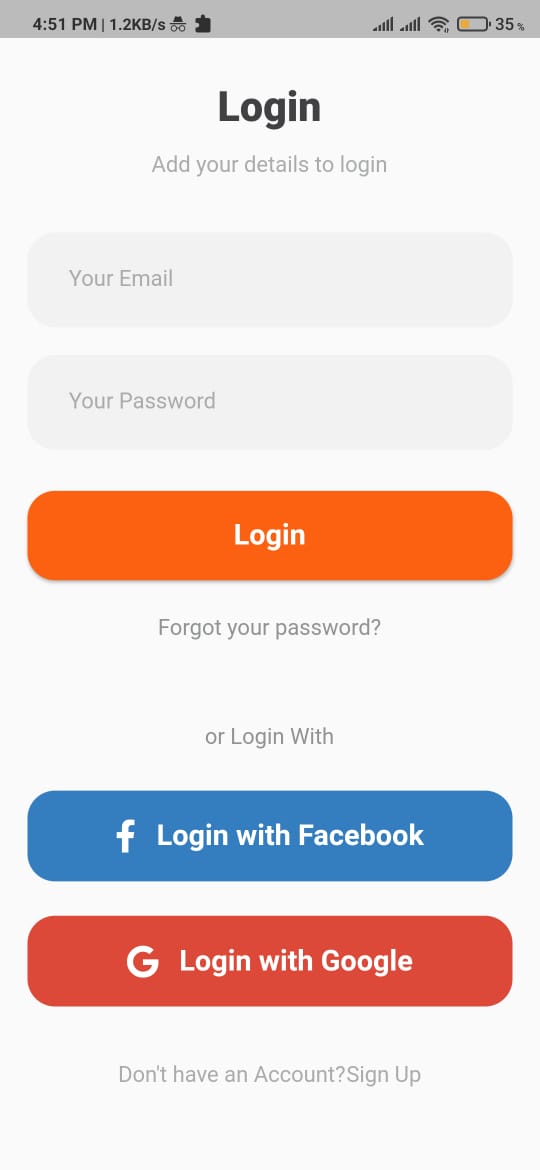 4:51 PM | 1.2KB/s 35 %
Login
Add your details to login
Your Email
Your Password
Login
Forgot your password?
or Login With
Login with Facebook
Login with Google
Don't have an Account?Sign Up